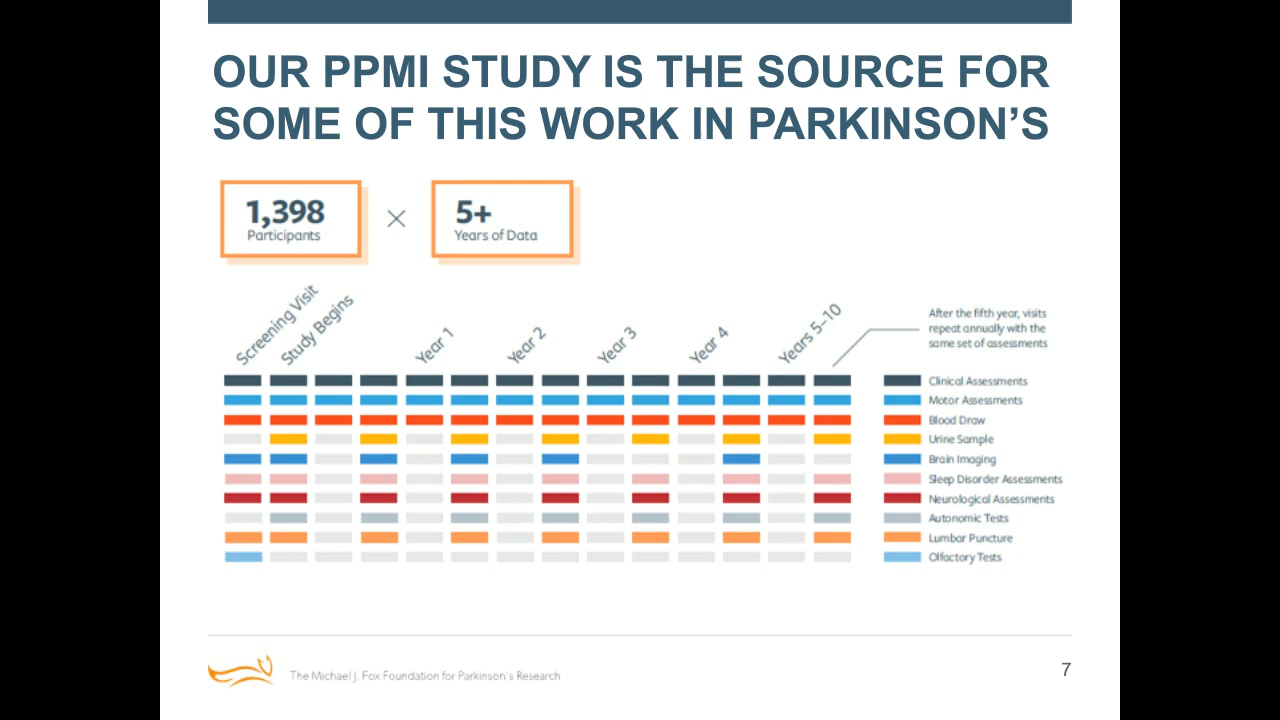 OUR PPMI STUDY IS THE SOURCE FOR
SOME OF THIS WORK IN PARKINSON’S
1,398
Participants
×
5+
Years of Data
Screening Visit
Study Begins
Year 1
Year 2
Year 3
Year 4
Years 5–10
After the fifth year, visits
repeat annually with the
same set of assessments
Clinical Assessments
Motor Assessments
Blood Draw
Urine Sample
Brain Imaging
Sleep Disorder Assessments
Neurological Assessments
Autonomic Tests
Lumbar Puncture
Olfactory Tests
The Michael J. Fox Foundation for Parkinson's Research
7